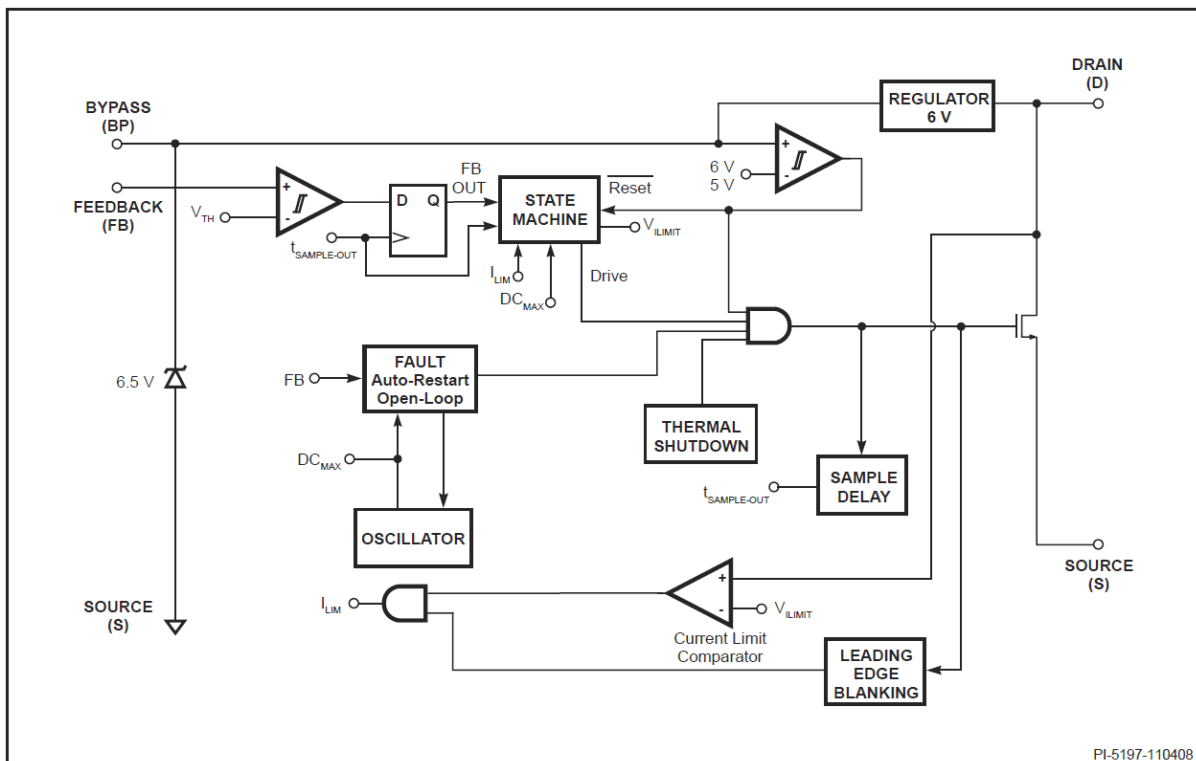 DRAIN
(D)
REGULATOR
6 V
BYPASS
(BP)
+
6 V
5 V
-
FB
OUT
Reset
STATE
MACHINE
+
D Q
FEEDBACK
(FB)
VTH
-
VILIMIT
tSAMPLE-OUT
ILIM
Drive
DCMAX
FAULT
Auto-Restart
Open-Loop
6.5 V
FB
THERMAL
SHUTDOWN
DCMAX
SAMPLE
DELAY
tSAMPLE-OUT
OSCILLATOR
SOURCE
(S)
+
ILIM
-
VILIMIT
SOURCE
(S)
Current Limit
Comparator
LEADING
EDGE
BLANKING
PI-5197-110408